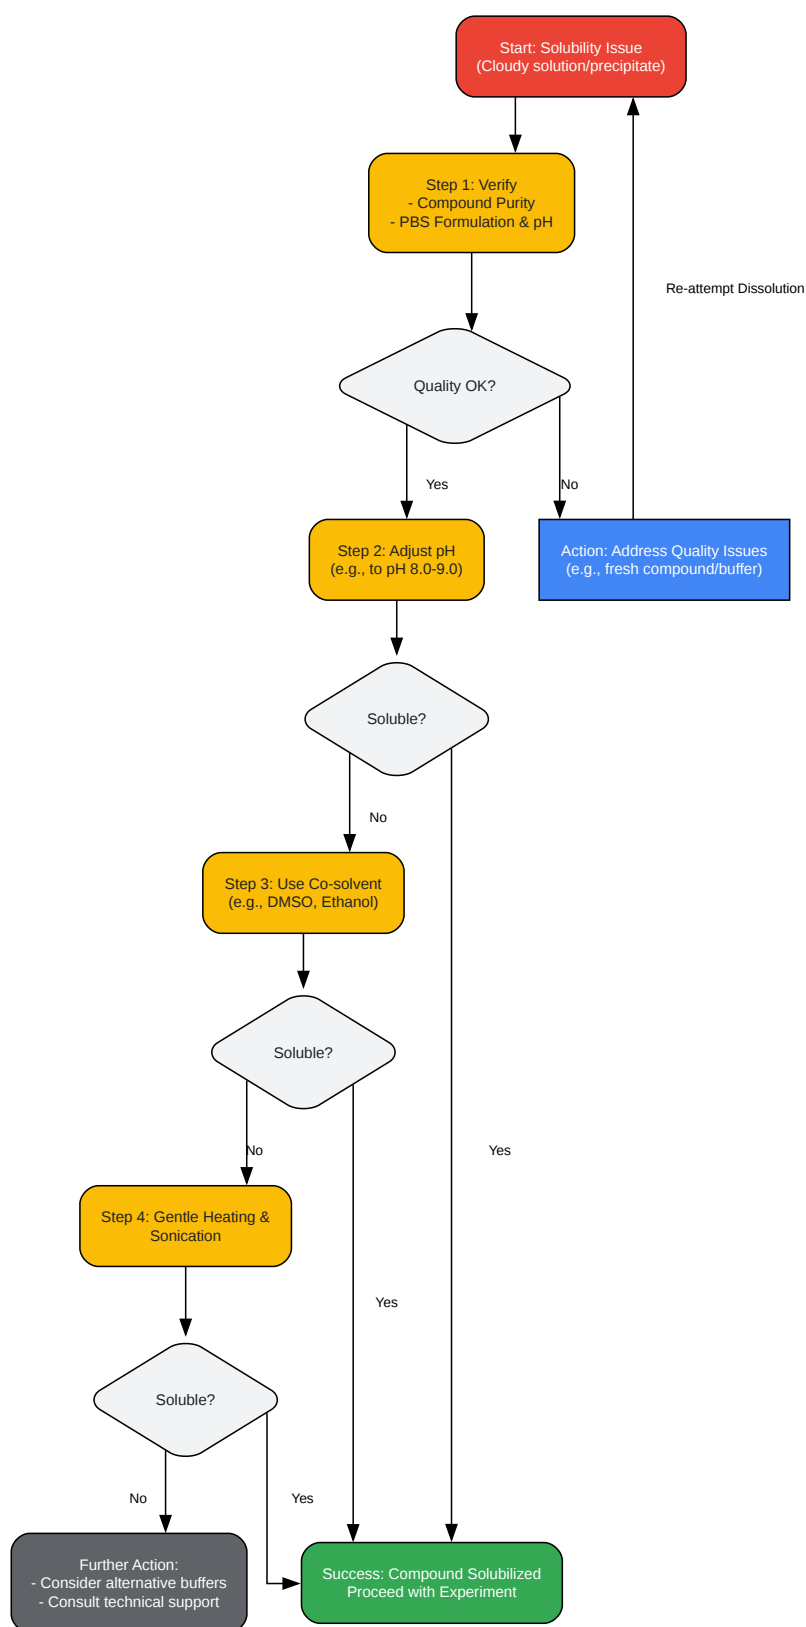 Start: Solubility Issue
(Cloudy solution/precipitate)
Step 1: Verify
- Compound Purity
- PBS Formulation & pH
Re-attempt Dissolution
Quality OK?
Yes
No
Step 2: Adjust pH
(e.g., to pH 8.0-9.0)
Action: Address Quality Issues
(e.g., fresh compound/buffer)
Soluble?
No
Step 3: Use Co-solvent
(e.g., DMSO, Ethanol)
Soluble?
No
Yes
Step 4: Gentle Heating &
Sonication
Yes
Soluble?
No
Yes
Further Action:
- Consider alternative buffers
- Consult technical support
Success: Compound Solubilized
Proceed with Experiment